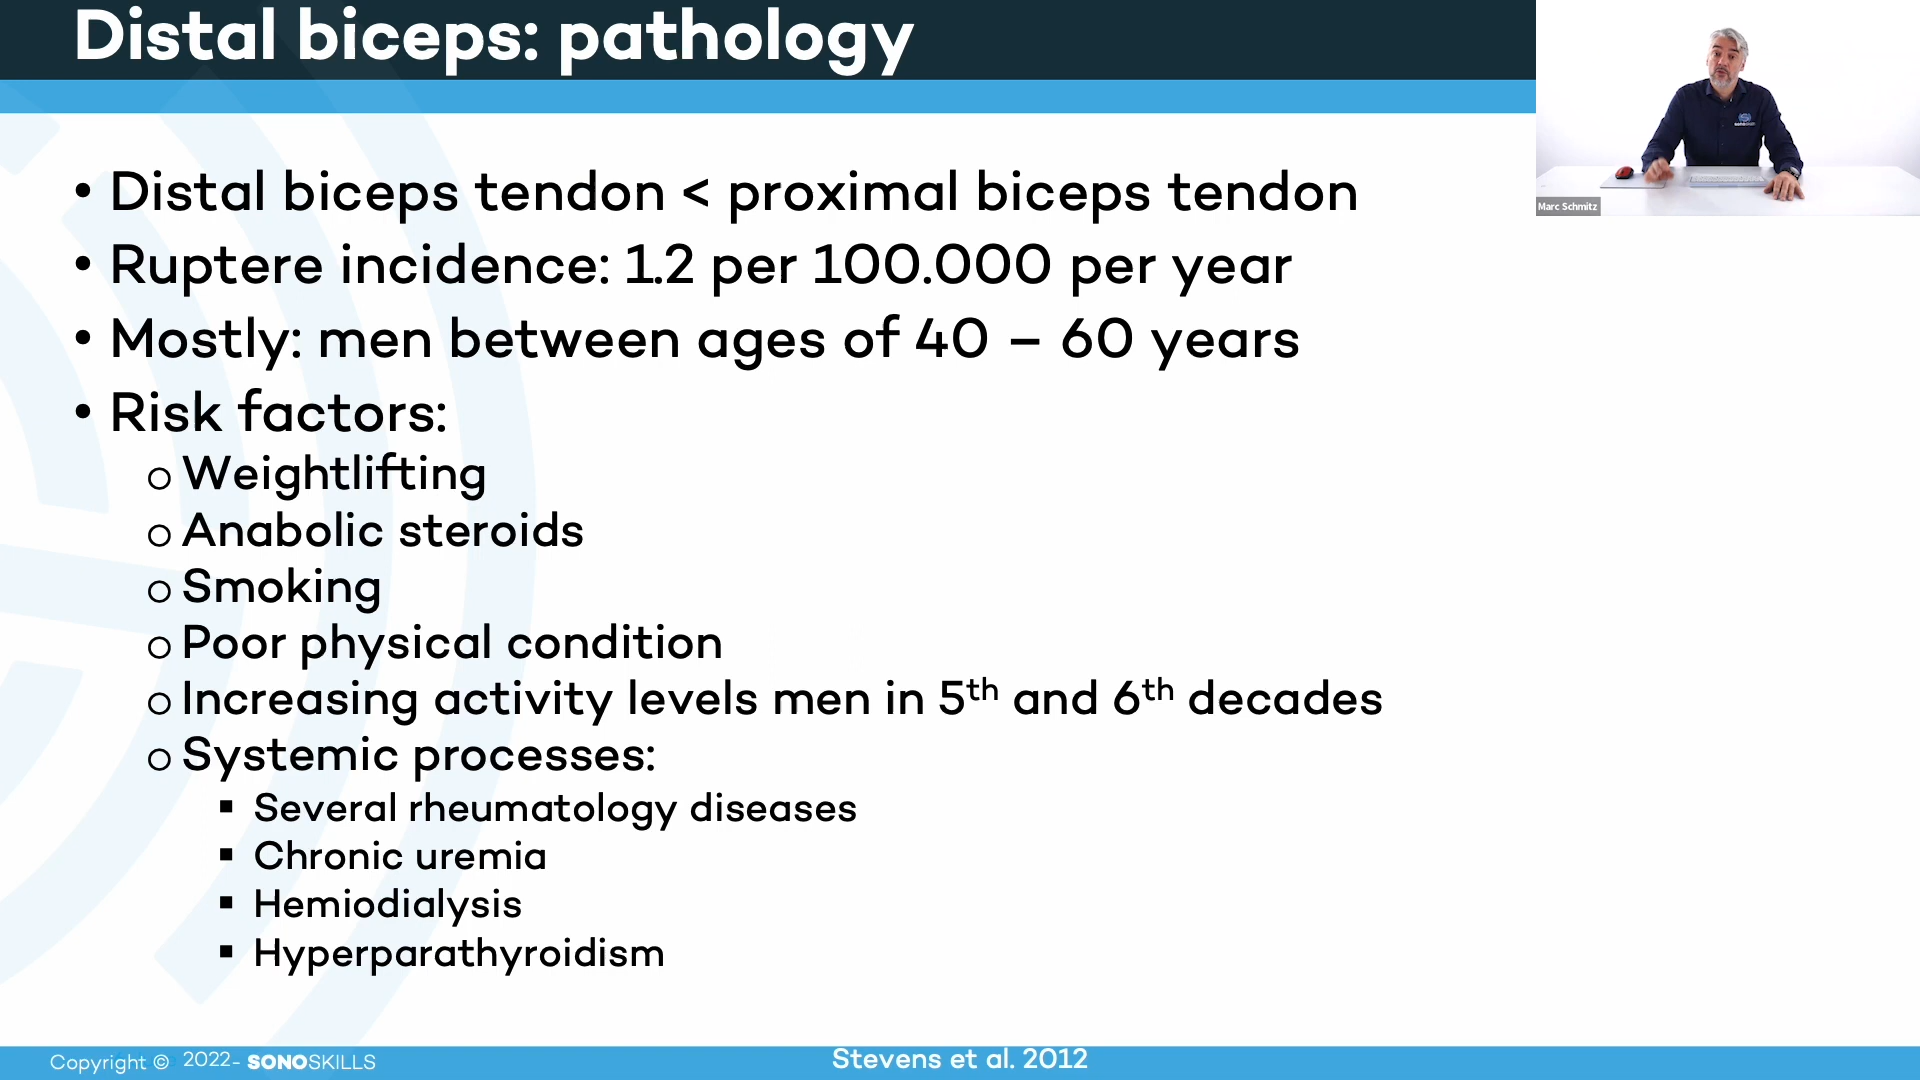 Distal biceps: pathology
• Distal biceps tendon < proximal biceps tendon
• Ruptere incidence: 1.2 per 100.000 per year
• Mostly: men between ages of 40 – 60 years
• Risk factors:
o Weightlifting
o Anabolic steroids
o Smoking
o Poor physical condition
o Increasing activity levels men in 5th and 6th decades
o Systemic processes:
▪ Several rheumatology diseases
▪ Chronic uremia
▪ Hemiodialysis
▪ Hyperparathyroidism
Marc Schmitz
Copyright © 2022- SONOSKILLS
Stevens et al. 2012